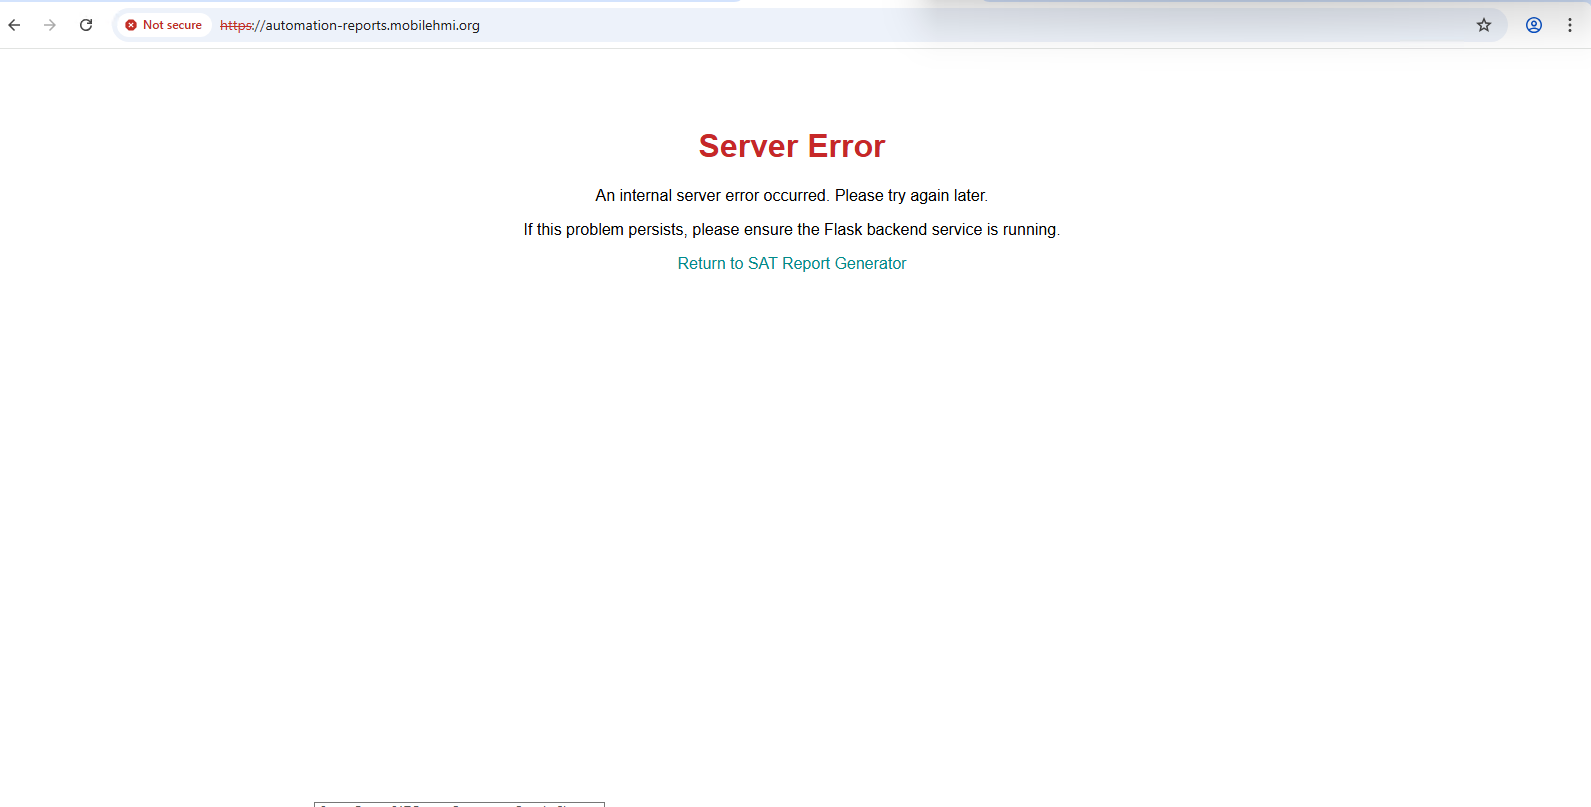 Not secure https://automation-reports.mobilehmi.org
Server Error
An internal server error occurred. Please try again later.
If this problem persists, please ensure the Flask backend service is running.
Return to SAT Report Generator